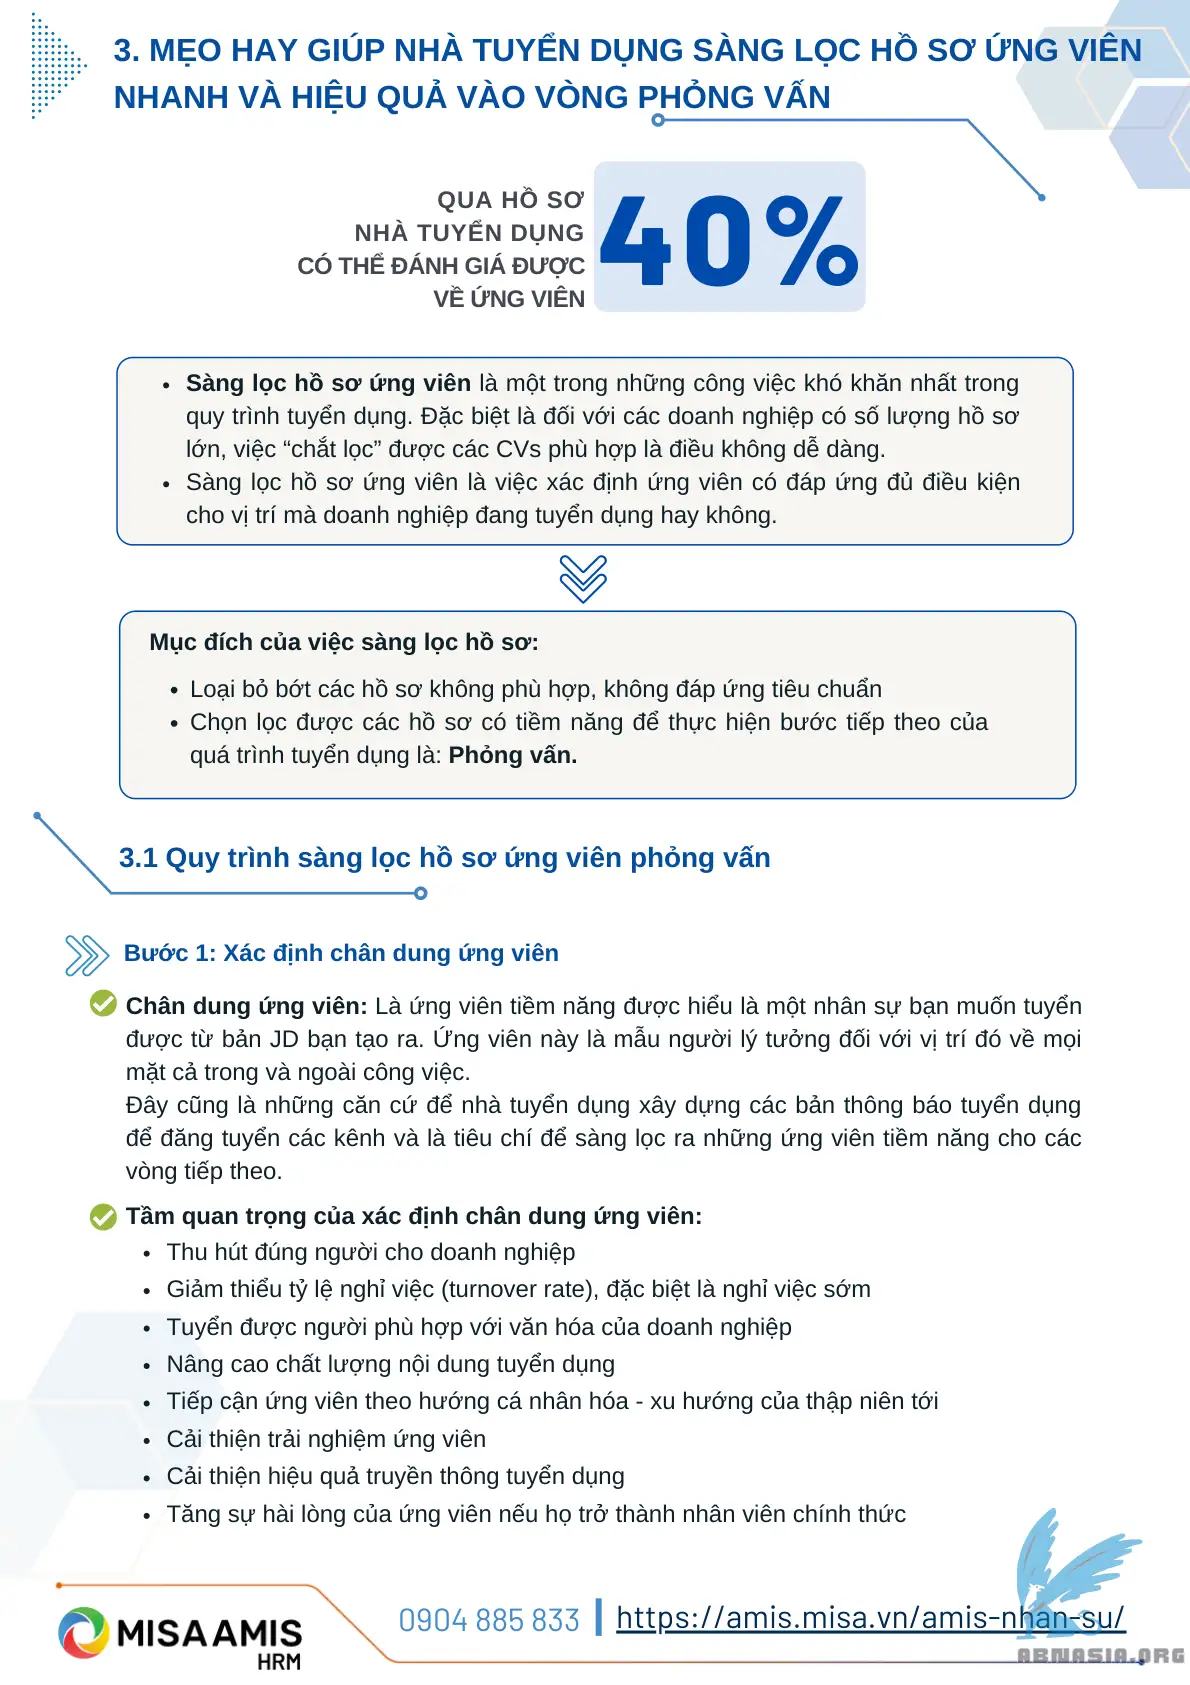 3. MẸO HAY GIÚP NHÀ TUYỂN DỤNG SÀNG LỌC HỒ SƠ ỨNG VIÊN
NHANH VÀ HIỆU QUẢ VÀO VÒNG PHỎNG VẤN
QUA HỒ SƠ
NHÀ TUYỂN DỤNG
CÓ THỂ ĐÁNH GIÁ ĐƯỢC
VỀ ỨNG VIÊN
40%
• Sàng lọc hồ sơ ứng viên là một trong những công việc khó khăn nhất trong
quy trình tuyển dụng. Đặc biệt là đối với các doanh nghiệp có số lượng hồ sơ
lớn, việc “chắt lọc” được các CVs phù hợp là điều không dễ dàng.
• Sàng lọc hồ sơ ứng viên là việc xác định ứng viên có đáp ứng đủ điều kiện
cho vị trí mà doanh nghiệp đang tuyển dụng hay không.
Mục đích của việc sàng lọc hồ sơ:
• Loại bỏ bớt các hồ sơ không phù hợp, không đáp ứng tiêu chuẩn
• Chọn lọc được các hồ sơ có tiềm năng để thực hiện bước tiếp theo của
quá trình tuyển dụng là: Phỏng vấn.
3.1 Quy trình sàng lọc hồ sơ ứng viên phỏng vấn
Bước 1: Xác định chân dung ứng viên
Chân dung ứng viên: Là ứng viên tiềm năng được hiểu là một nhân sự bạn muốn tuyển
được từ bản JD bạn tạo ra. Ứng viên này là mẫu người lý tưởng đối với vị trí đó về mọi
mặt cả trong và ngoài công việc.
Đây cũng là những căn cứ để nhà tuyển dụng xây dựng các bản thông báo tuyển dụng
để đăng tuyển các kênh và là tiêu chí để sàng lọc ra những ứng viên tiềm năng cho các
vòng tiếp theo.
Tầm quan trọng của xác định chân dung ứng viên:
• Thu hút đúng người cho doanh nghiệp
• Giảm thiểu tỷ lệ nghỉ việc (turnover rate), đặc biệt là nghỉ việc sớm
• Tuyển được người phù hợp với văn hóa của doanh nghiệp
• Nâng cao chất lượng nội dung tuyển dụng
• Tiếp cận ứng viên theo hướng cá nhân hóa - xu hướng của thập niên tới
• Cải thiện trải nghiệm ứng viên
• Cải thiện hiệu quả truyền thông tuyển dụng
• Tăng sự hài lòng của ứng viên nếu họ trở thành nhân viên chính thức
MISA AMIS
HRM
0904 885 833
https://amis.misa.vn/amis-nhan-su/
ABNASIA.ORG